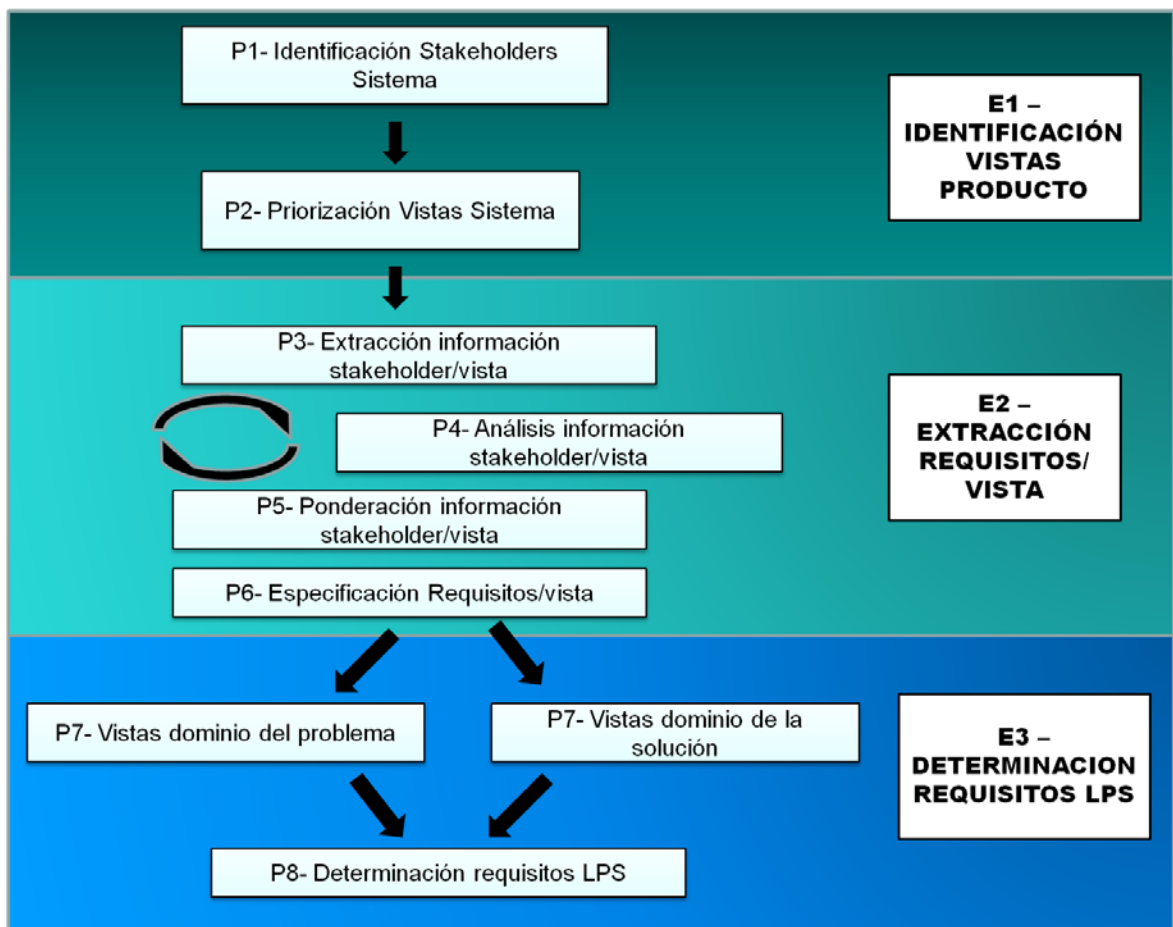 P1- Identificación Stakeholders
Sistema
E1 –
IDENTIFICACIÓN
VISTAS
PRODUCTO
P2- Priorización Vistas Sistema
P3- Extracción información
stakeholder/vista
P4- Análisis información
stakeholder/vista
E2 –
EXTRACCIÓN
REQUISITOS/
VISTA
P5- Ponderación información
stakeholder/vista
P6- Especificación Requisitos/vista
P7- Vistas dominio del problema
P7- Vistas dominio de la
solución
E3 –
DETERMINACION
REQUISITOS LPS
P8- Determinación requisitos LPS